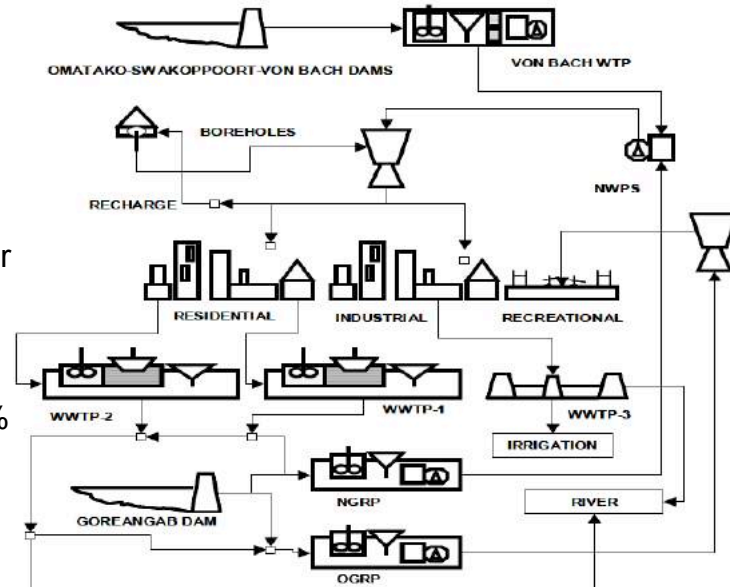 OMATAKO-SWAKOPPOORT-VON BACH DAMS
VON BACH WTP
BOREHOLES
NWPS
RECHARGE
r
RESIDENTIAL
INDUSTRIAL
RECREATIONAL
%
WWTP-2
WWTP-1
WWTP-3
IRRIGATION
NGRP
RIVER
GOREANGAB DAM
OGRP